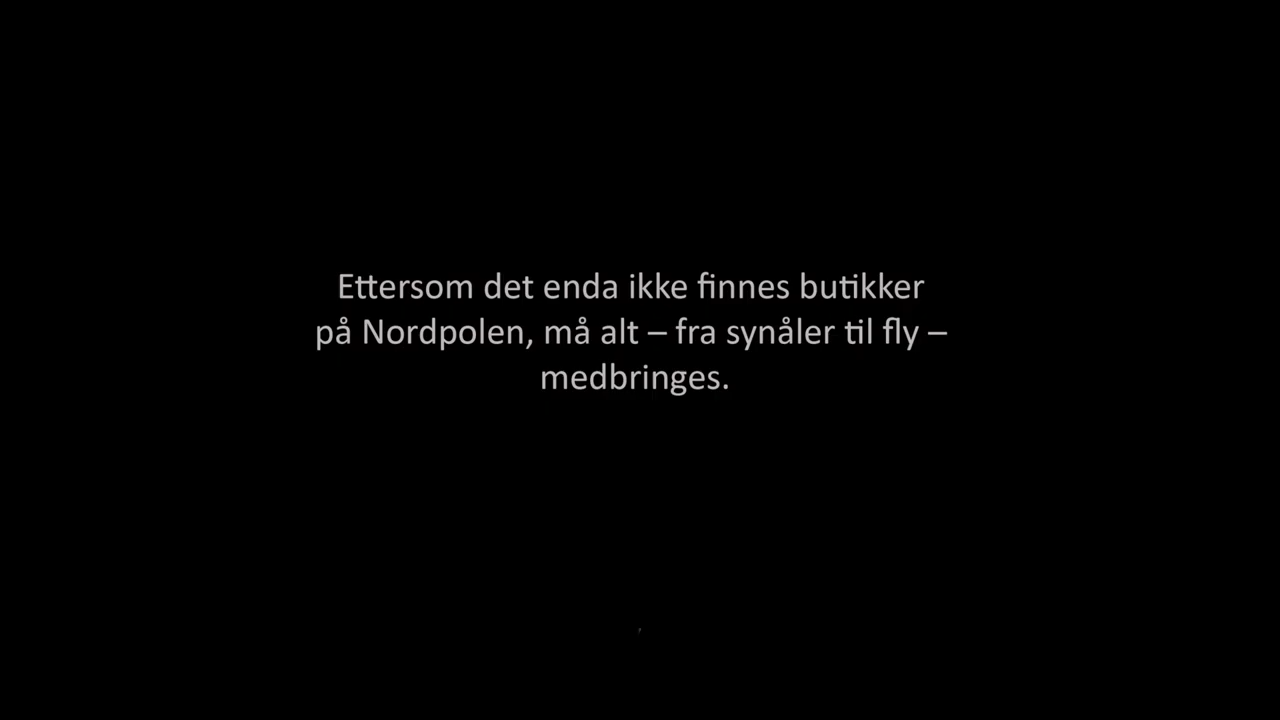 Ettersom det enda ikke finnes butikker
på Nordpolen, må alt – fra synåler til fly –
medbringes.